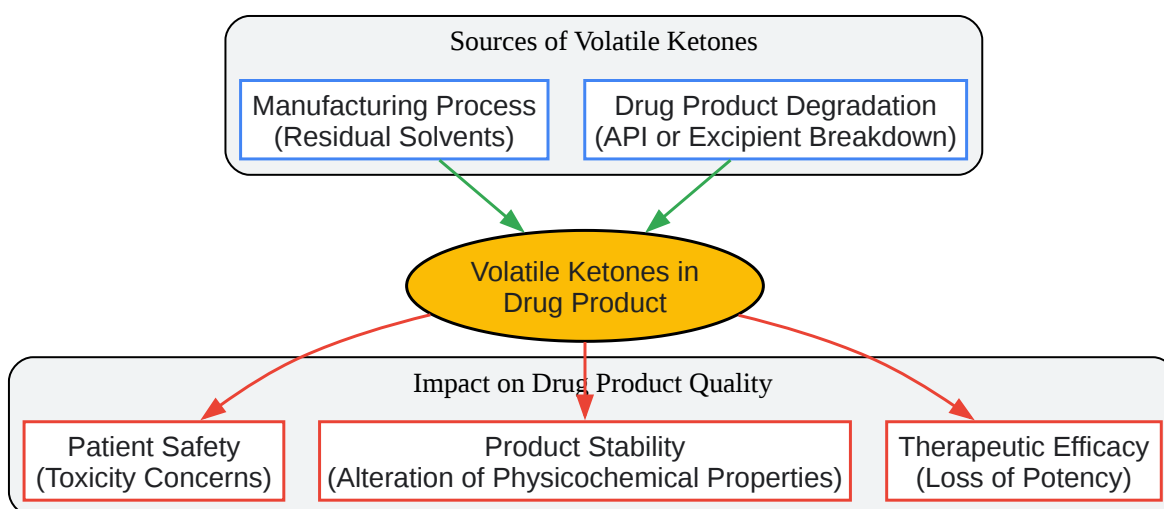 Sources of Volatile Ketones
Manufacturing Process
(Residual Solvents)
Drug Product Degradation
(API or Excipient Breakdown)
Volatile Ketones in
Drug Product
Impact on Drug Product Quality
Patient Safety
(Toxicity Concerns)
Product Stability
(Alteration of Physicochemical Properties)
Therapeutic Efficacy
(Loss of Potency)